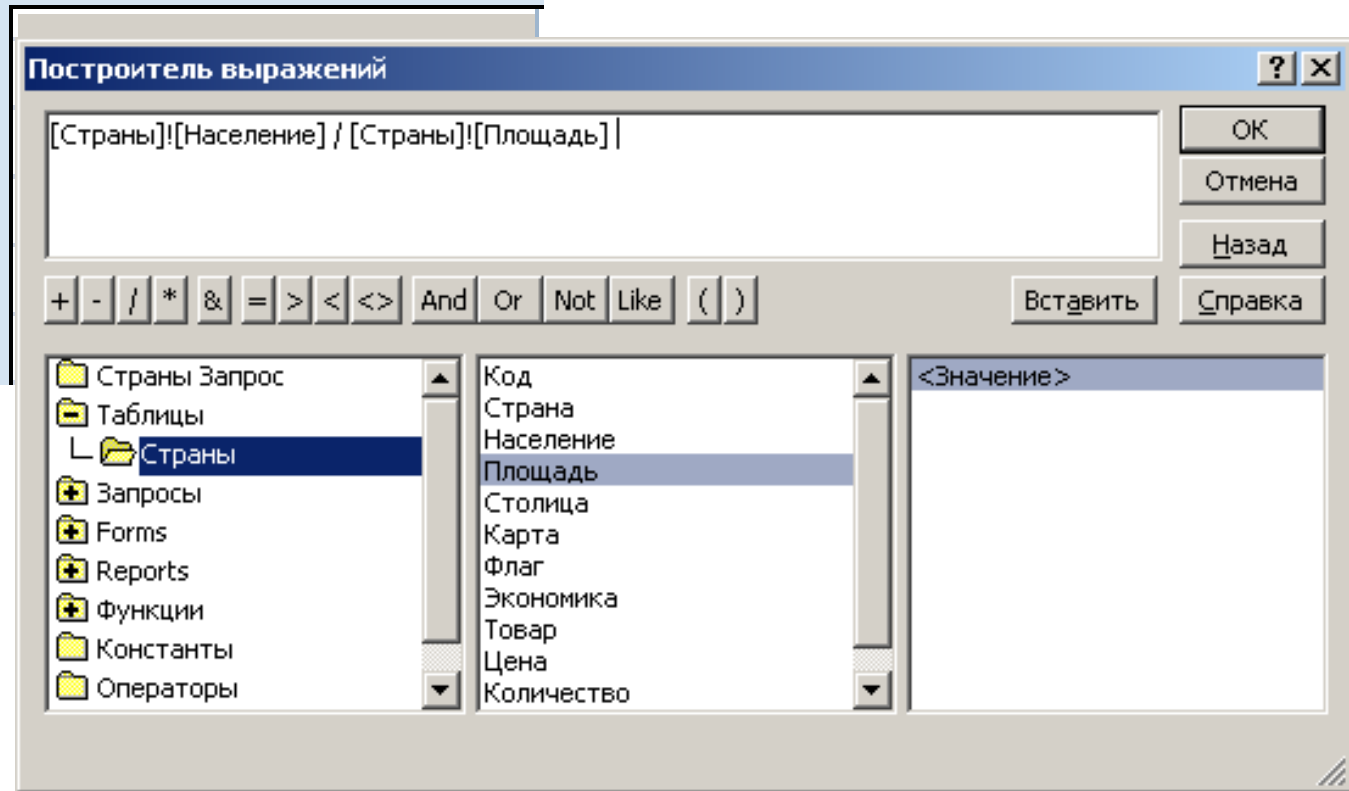 Построитель выражений
[Страны]![Население] / [Страны]![Площадь]
OK
Отмена
Назад
+ - / * & = > < <> And Or Not Like ( )
Вставить
Справка
Страны Запрос
Таблицы
Страны
Запросы
Forms
Reports
Функции
Константы
Операторы
Код
Страна
Население
Площадь
Столица
Карта
Флаг
Экономика
Товар
Цена
Количество
<Значение>